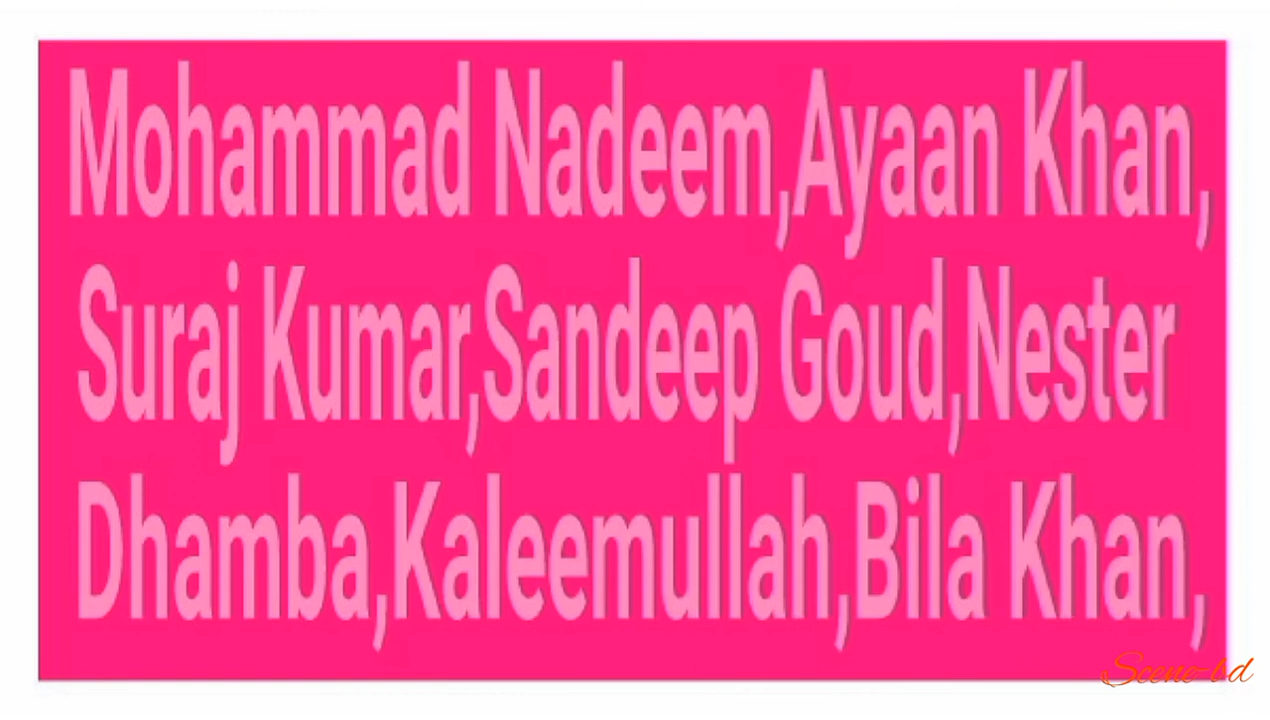 Mohammad Nadeem,Ayaan Khan,
Suraj Kumar,Sandeep Goud,Nester
Dhamba,Kaleemullah,Bila Khan,
Scene-bd